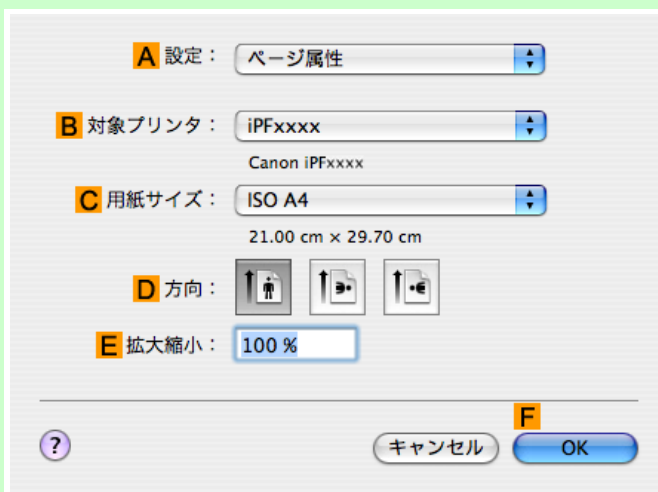 A 設定： ページ属性
B 対象プリンタ： iPFxxxx
Canon iPFxxxx
C 用紙サイズ： ISO A4
21.00 cm × 29.70 cm
D 方向：
E 拡大縮小： 100 %
F
? キャンセル OK